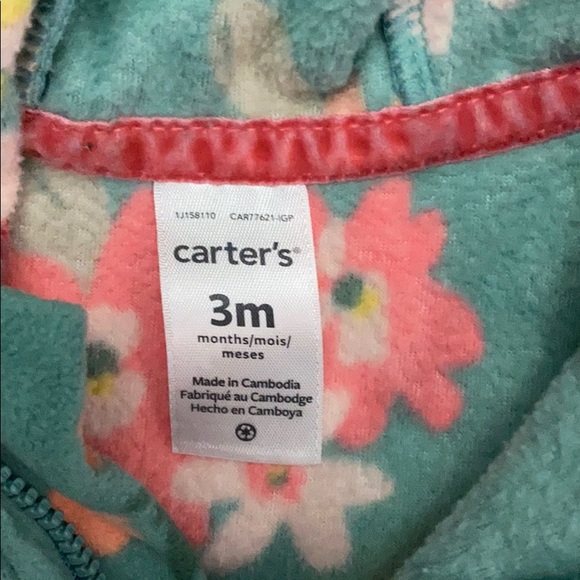 1J158110 CAR77621-IGP
carter's®
3m
months/mois/
meses
Made in Cambodia
Fabriqué au Cambodge
Hecho en Camboya